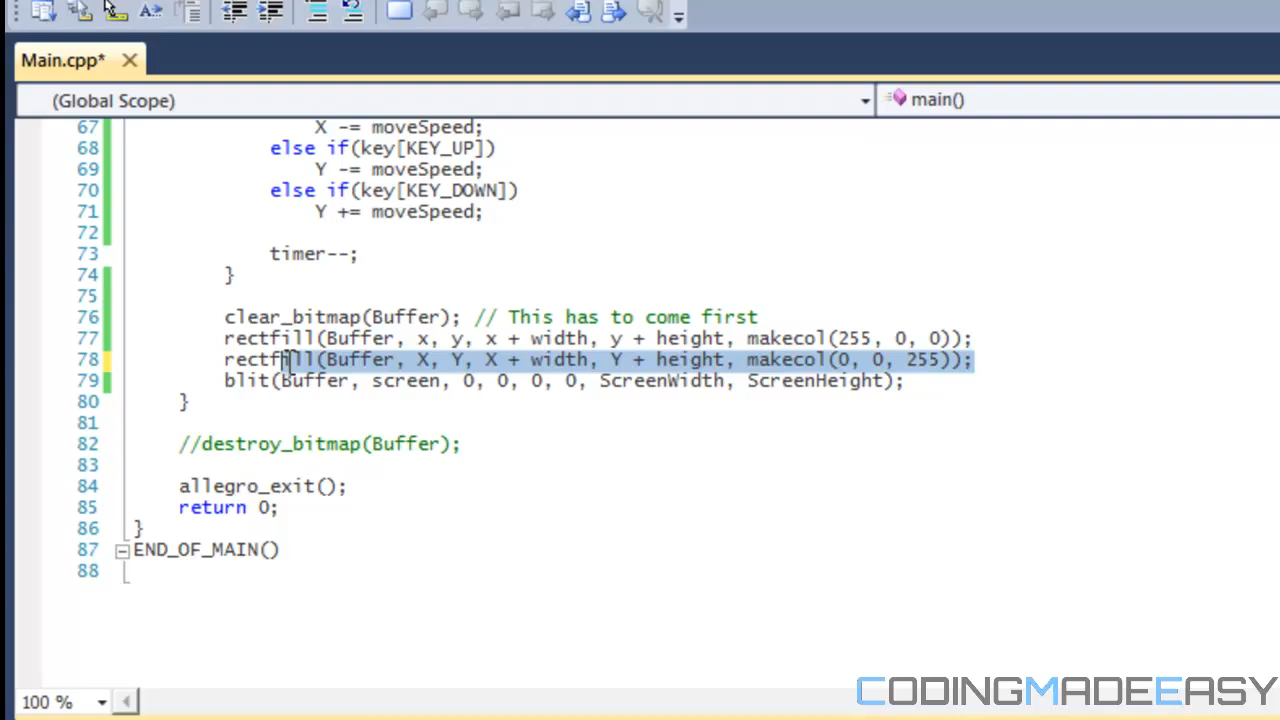 Main.cpp*
(Global Scope)
main()
67 X -= moveSpeed;
68 else if(key[KEY_UP])
69 Y -= moveSpeed;
70 else if(key[KEY_DOWN])
71 Y += moveSpeed;
72
73 timer--;
74 }
75
76 clear_bitmap(Buffer); // This has to come first
77 rectfill(Buffer, x, y, x + width, y + height, makecol(255, 0, 0));
78 rectfill(Buffer, X, Y, X + width, Y + height, makecol(0, 0, 255));
79 blit(Buffer, screen, 0, 0, 0, 0, ScreenWidth, ScreenHeight);
80 }
81
82 //destroy_bitmap(Buffer);
83
84 allegro_exit();
85 return 0;
86 }
87 END_OF_MAIN()
88
100 %
CODINGMADEEASY